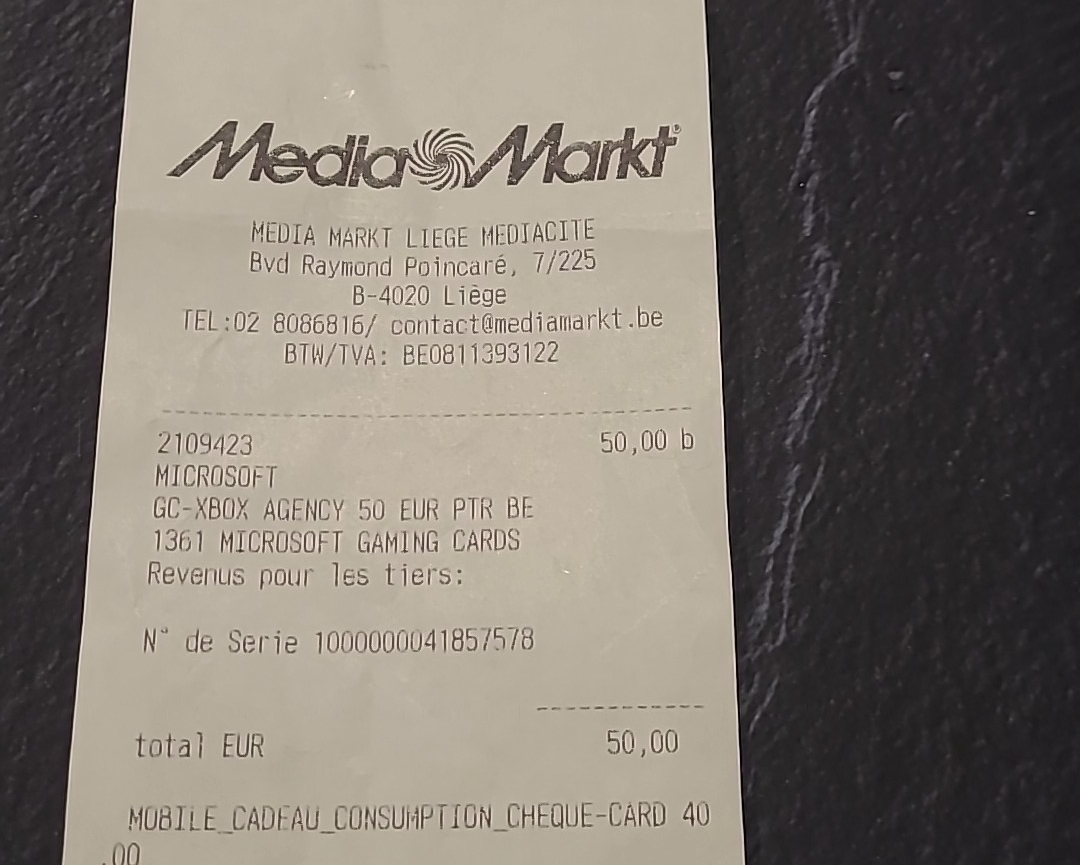 Media Markt®
MEDIA MARKT LIEGE MEDIACITE
Bvd Raymond Poincaré, 7/225
B-4020 Liège
TEL:02 8086816/ contact@mediamarkt.be
BTW/TVA: BE0811393122
2109423 50,00 b
MICROSOFT
GC-XBOX AGENCY 50 EUR PTR BE
1361 MICROSOFT GAMING CARDS
Revenus pour les tiers:
N° de Serie 1000000041857578
total EUR 50,00
MOBILE_CADEAU_CONSUMPTION_CHEQUE-CARD 40
.00